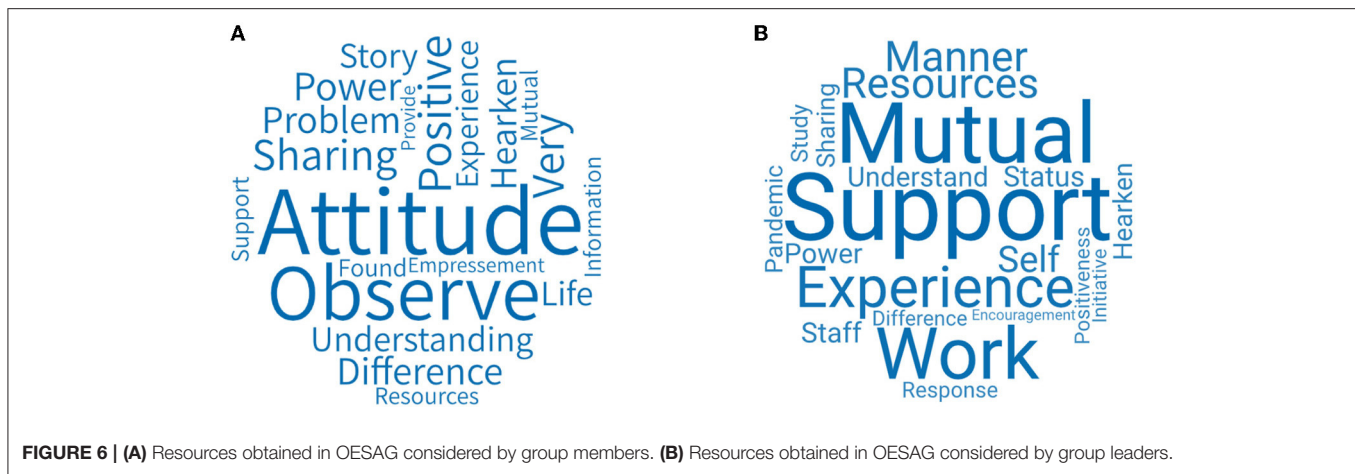 A
Story
Power
Provide
Positive
Experience
Hearken
Mutual
Problem
Sharing
Very
Support
Attitude
Information
Found
Empressement
Observe
Life
Understanding
Difference
Resources
B
Manner
Resources
Study
Sharing
Mutual
Understand
Status
Pandemic
Support
Hearken
Power
Self
Positiveness
Initiative
Experience
Difference
Encouragement
Staff
Work
Response
FIGURE 6 | (A) Resources obtained in OESAG considered by group members. (B) Resources obtained in OESAG considered by group leaders.